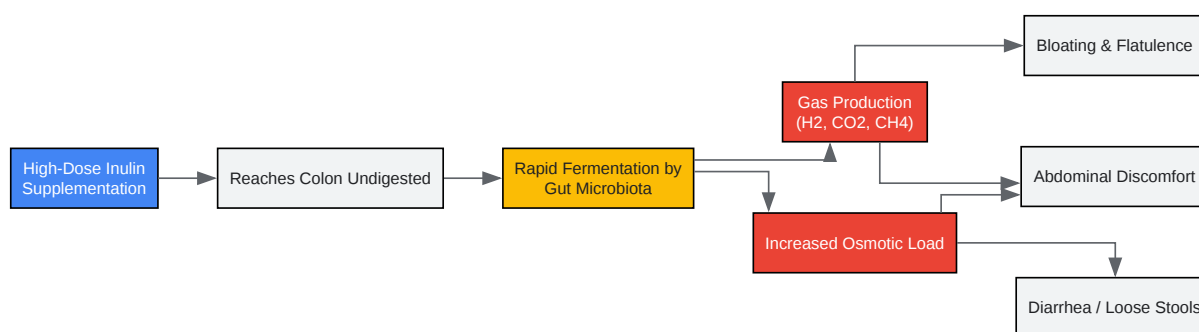 High-Dose Inulin
Supplementation
Reaches Colon Undigested
Rapid Fermentation by
Gut Microbiota
Gas Production
(H2, CO2, CH4)
Increased Osmotic Load
Bloating & Flatulence
Abdominal Discomfort
Diarrhea / Loose Stools